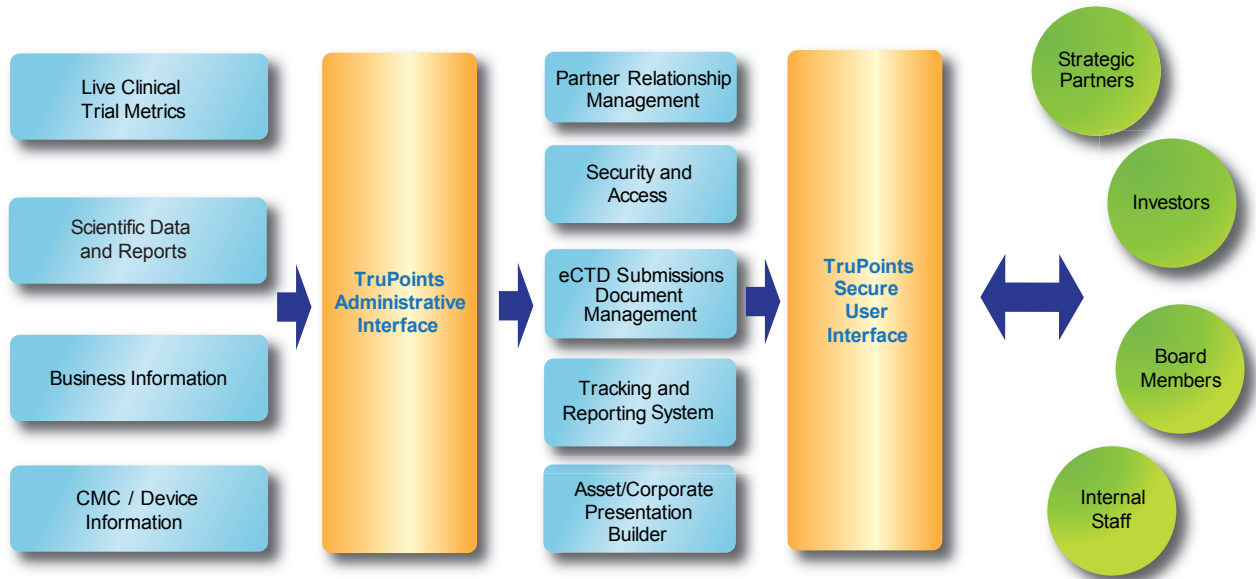 Live Clinical
Trial Metrics
Scientific Data
and Reports
Business Information
CMC / Device
Information
TruPoints
Administrative
Interface
Partner Relationship
Management
Security and
Access
eCTD Submissions
Document
Management
Tracking and
Reporting System
Asset/Corporate
Presentation
Builder
TruPoints
Secure
User
Interface
Strategic
Partners
Investors
Board
Members
Internal
Staff